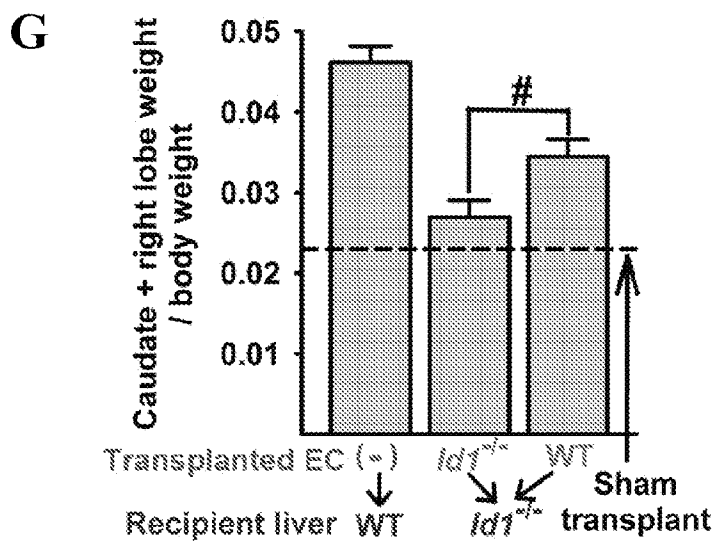 G
Caudate + right lobe weight
/ body weight
0.05
0.04
0.03
0.02
0.01
#
Transplanted EC (-) Id1-/- WT
Recipient liver WT Id1-/-
Sham
transplant